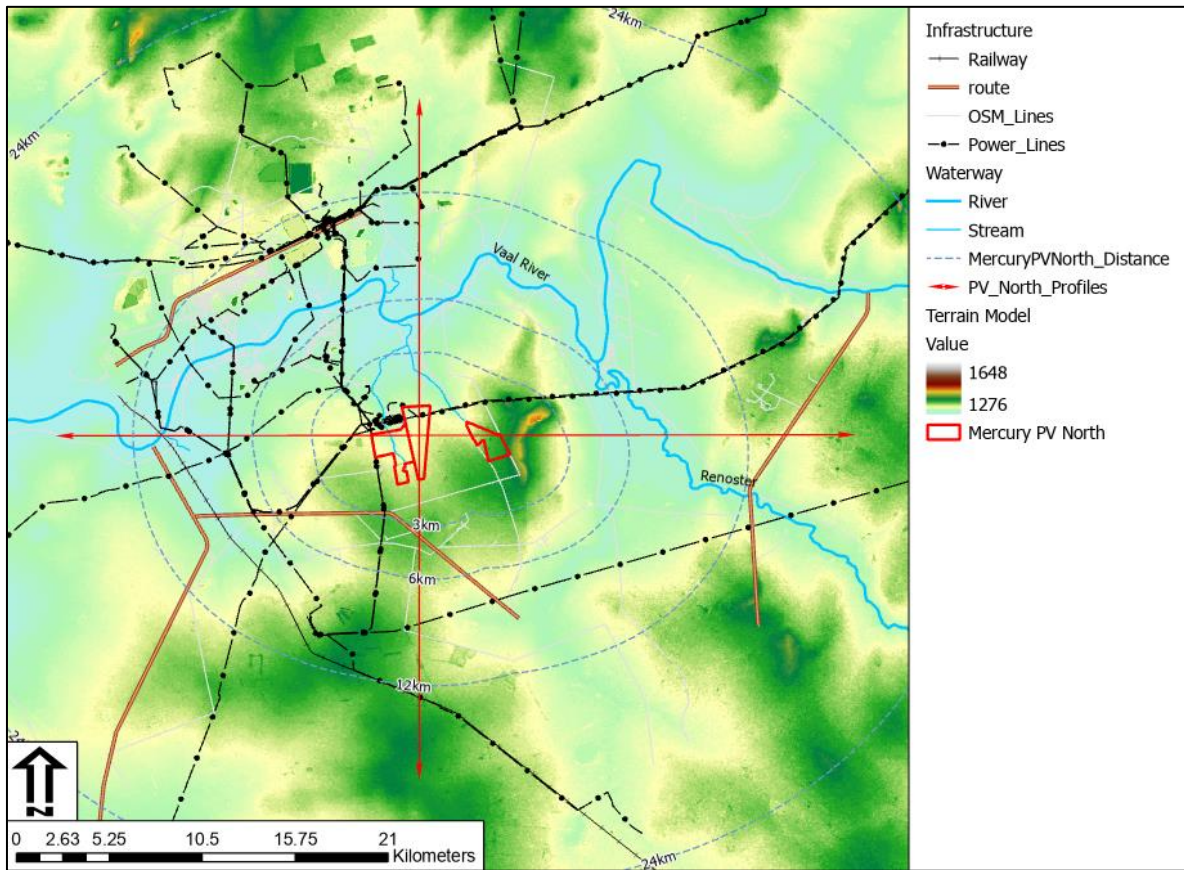 24km
24km
Vaal River
Renoster
3km
6km
12km
24
24km
N
0 2.63 5.25 10.5 15.75 21
Kilometers
Infrastructure
Railway
route
OSM_Lines
Power_Lines
Waterway
River
Stream
MercuryPVNorth_Distance
PV_North_Profiles
Terrain Model
Value
1648
1276
Mercury PV North